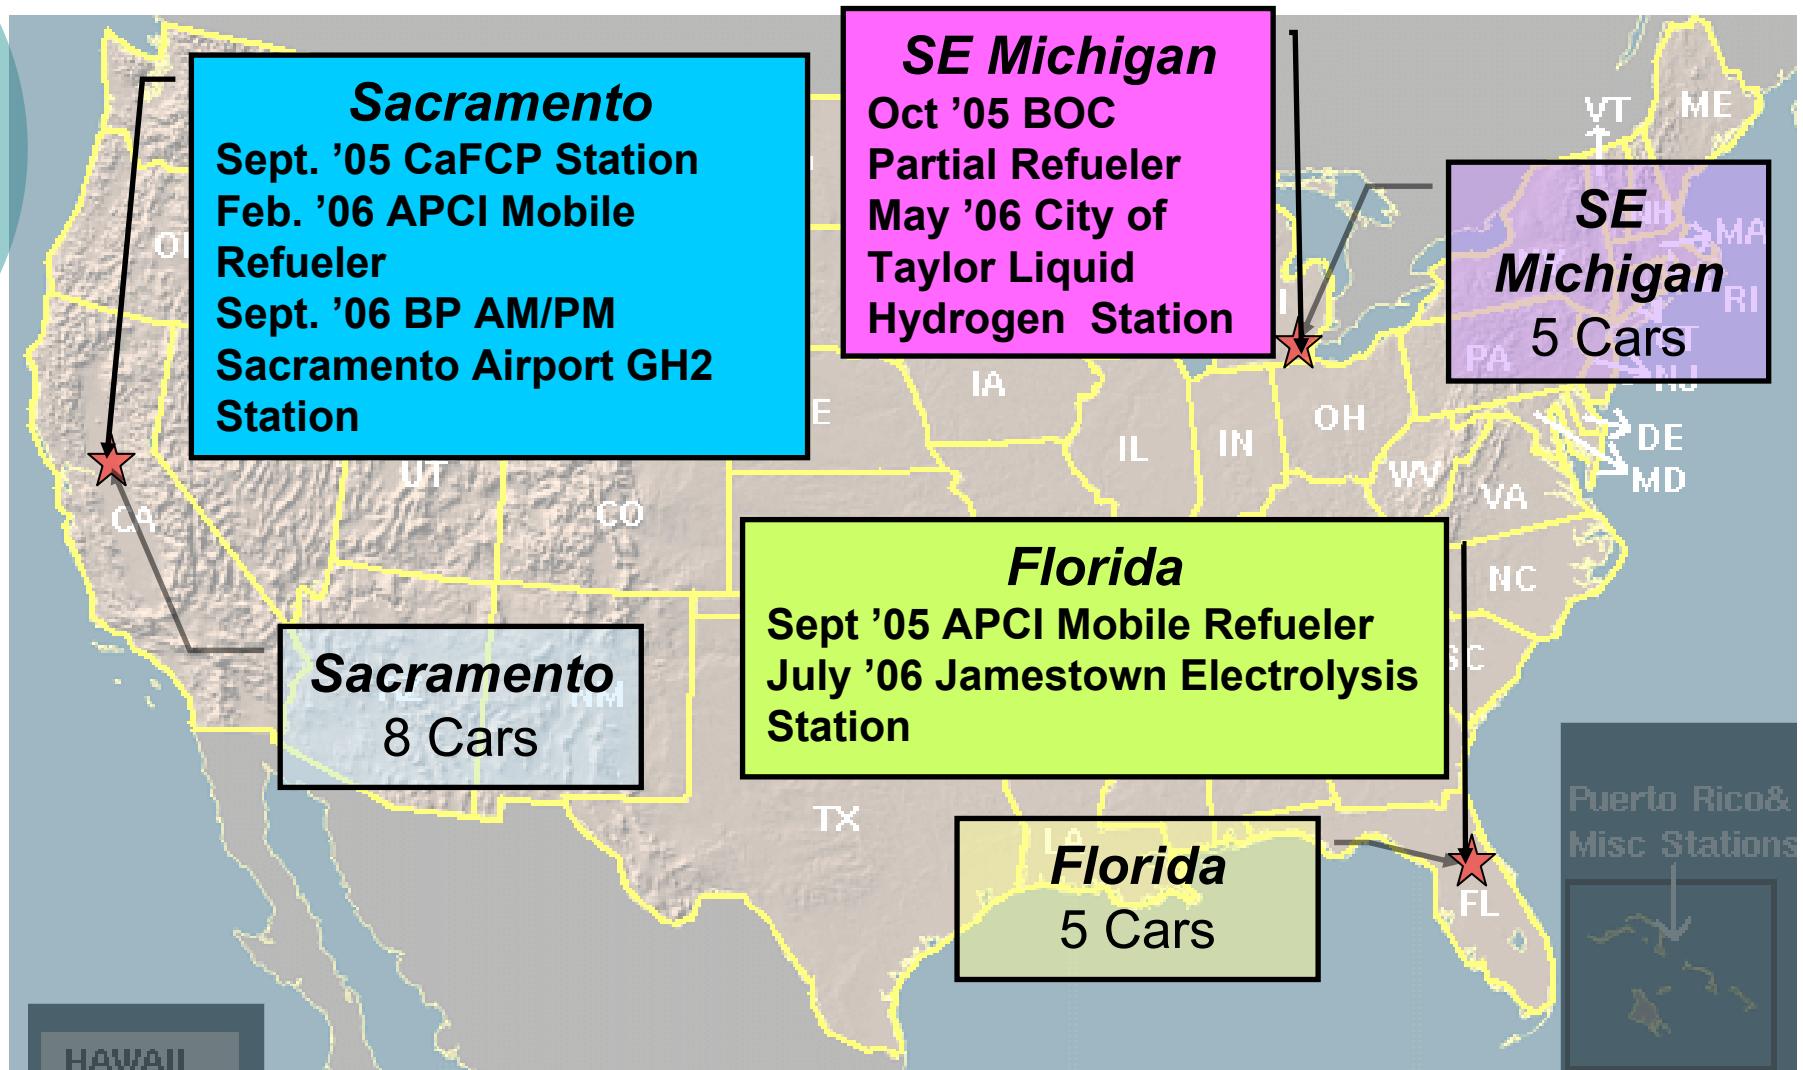 Sacramento
Sept. ’05 CaFCP Station
Feb. ’06 APCI Mobile
Refueler
Sept. ’06 BP AM/PM
Sacramento Airport GH2
Station
SE Michigan
Oct ’05 BOC
Partial Refueler
May ’06 City of
Taylor Liquid
Hydrogen  Station
SE
Michigan
5 Cars
VT
ME
MA
RI
NJ
PA
IA
IL
IN
OH
WV
VA
DE
MD
UT
CO
CA
NC
Florida
Sept ’05 APCI Mobile Refueler
July ’06 Jamestown Electrolysis
Station
Sacramento
8 Cars
NM
TX
LA
Florida
5 Cars
FL
Puerto Rico&
Misc Stations
HAWAII